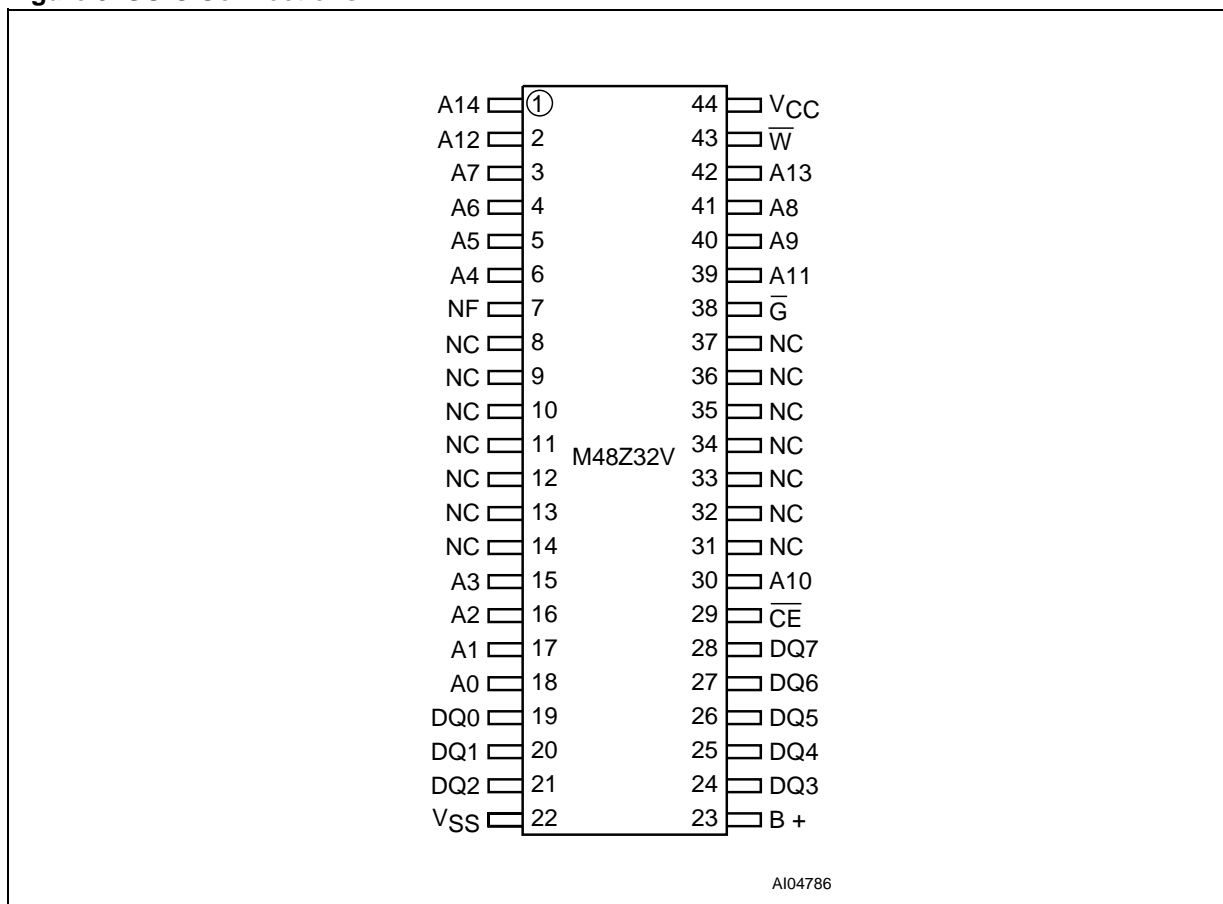 A14 1 44 VCC
A12 2 43 W̅
A7 3 42 A13
A6 4 41 A8
A5 5 40 A9
A4 6 39 A11
NF 7 38 G̅
NC 8 37 NC
NC 9 36 NC
NC 10 35 NC
NC 11 34 NC
M48Z32V
NC 12 33 NC
NC 13 32 NC
NC 14 31 NC
A3 15 30 A10
A2 16 29 C̅E̅
A1 17 28 DQ7
A0 18 27 DQ6
DQ0 19 26 DQ5
DQ1 20 25 DQ4
DQ2 21 24 DQ3
VSS 22 23 B +
AI04786